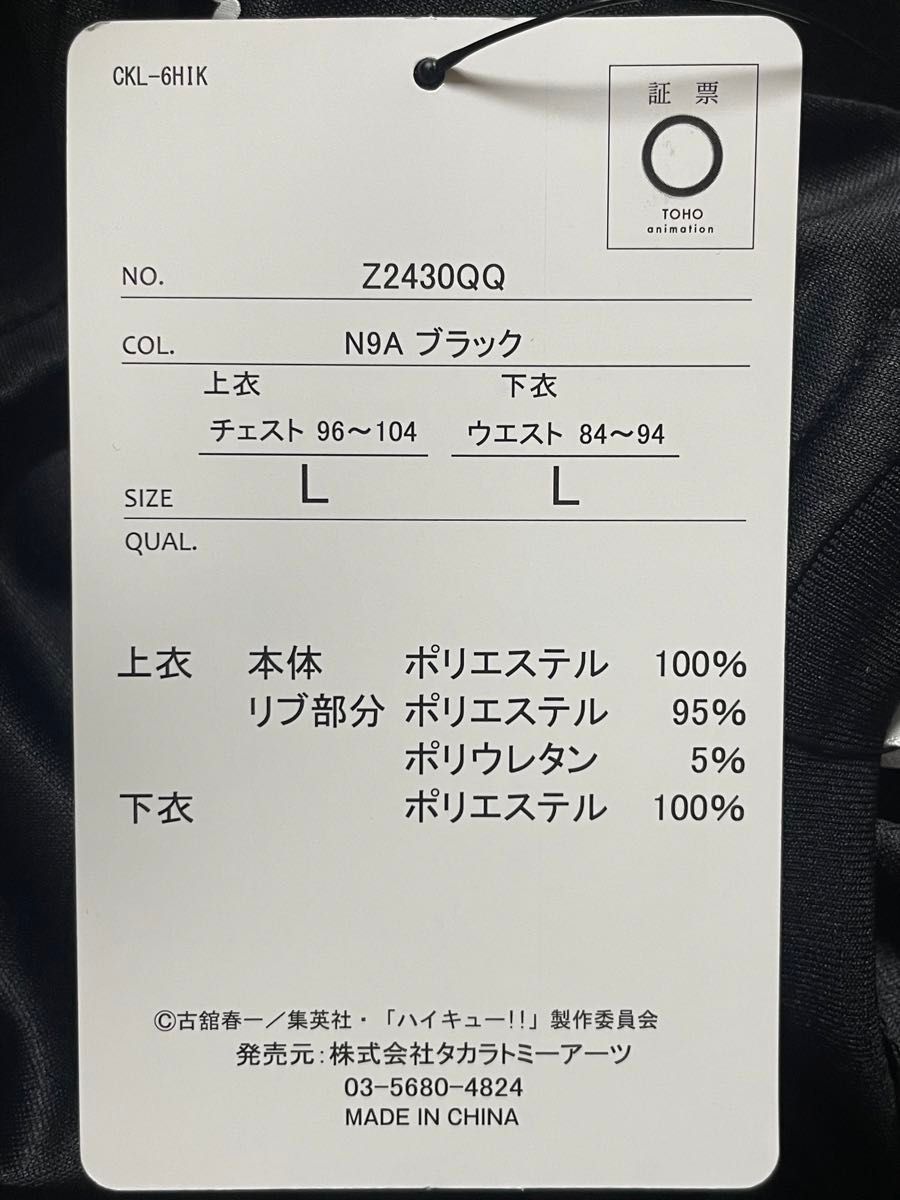 CKL-6HIK
証 票
TOHO
animation
NO. Z2430QQ
COL. N9A ブラック
上衣 下衣
チェスト 96～104 ウエスト 84～94
SIZE L L
QUAL.
上衣 本体 ポリエステル 100%
リブ部分 ポリエステル 95%
ポリウレタン 5%
下衣 ポリエステル 100%
©古舘春一／集英社・「ハイキュー!!」製作委員会
発売元:株式会社タカラトミーアーツ
03-5680-4824
MADE IN CHINA